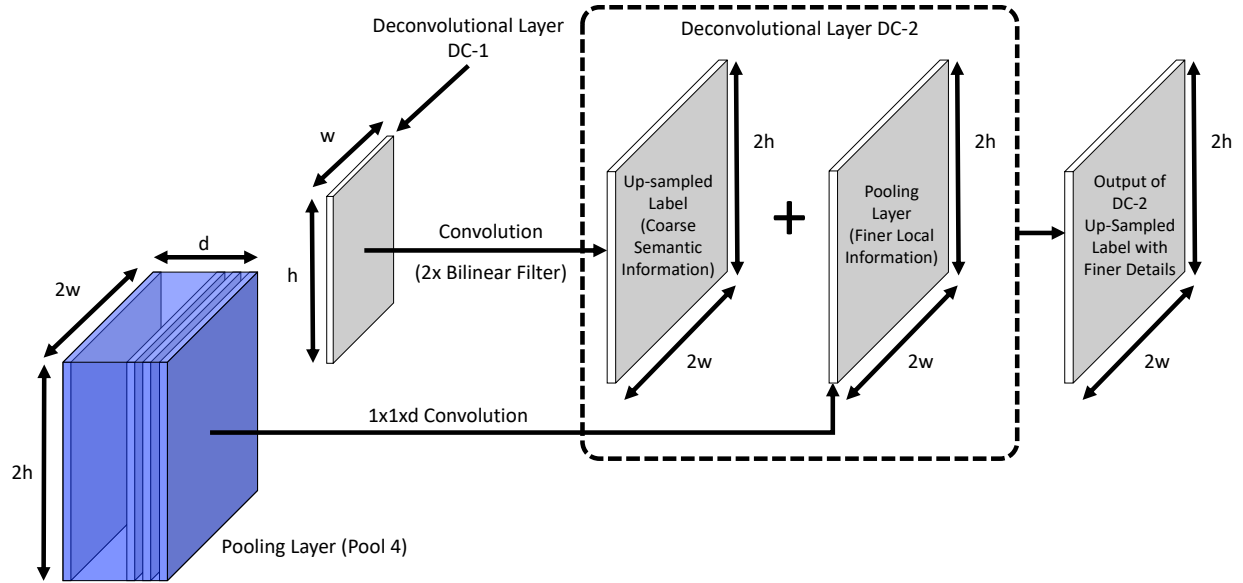 Deconvolutional Layer
DC-1
Deconvolutional Layer DC-2
w
h
2h
2h
2h
Up-sampled
Label
(Coarse
Semantic
Information)
+
Pooling
Layer
(Finer Local
Information)
Output of
DC-2
Up-Sampled
Label with
Finer Details
Convolution
(2x Bilinear Filter)
d
2w
2w
2w
2w
1x1xd Convolution
2h
Pooling Layer (Pool 4)